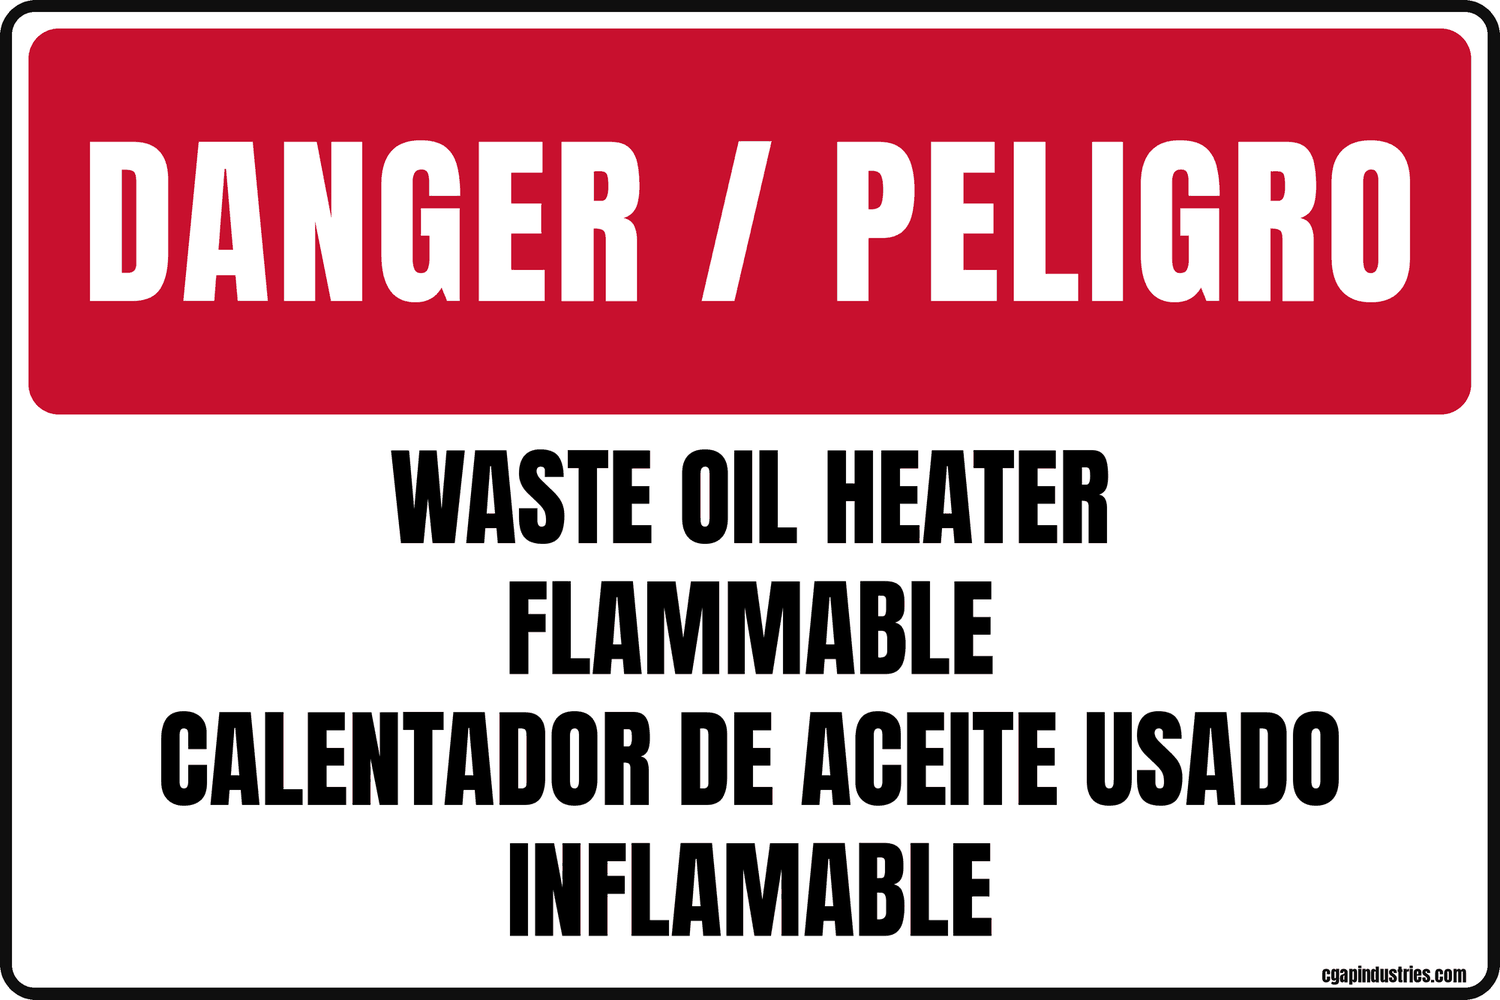 DANGER / PELIGRO
WASTE OIL HEATER
FLAMMABLE
CALENTADOR DE ACEITE USADO
INFLAMABLE
cgapindustries.com